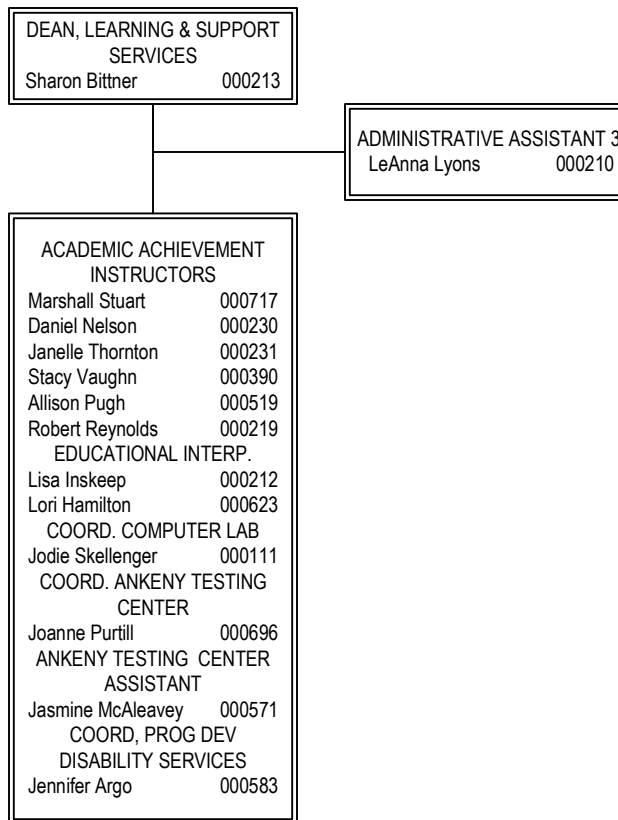 DEAN, LEARNING & SUPPORT
SERVICES
Sharon Bittner 000213
ADMINISTRATIVE ASSISTANT 3
LeAnna Lyons 000210
ACADEMIC ACHIEVEMENT
INSTRUCTORS
Marshall Stuart 000717
Daniel Nelson 000230
Janelle Thornton 000231
Stacy Vaughn 000390
Allison Pugh 000519
Robert Reynolds 000219
EDUCATIONAL INTERP.
Lisa Inskeep 000212
Lori Hamilton 000623
COORD. COMPUTER LAB
Jodie Skellenger 000111
COORD. ANKENY TESTING
CENTER
Joanne Purtill 000696
ANKENY TESTING CENTER
ASSISTANT
Jasmine McAleavey 000571
COORD, PROG DEV
DISABILITY SERVICES
Jennifer Argo 000583